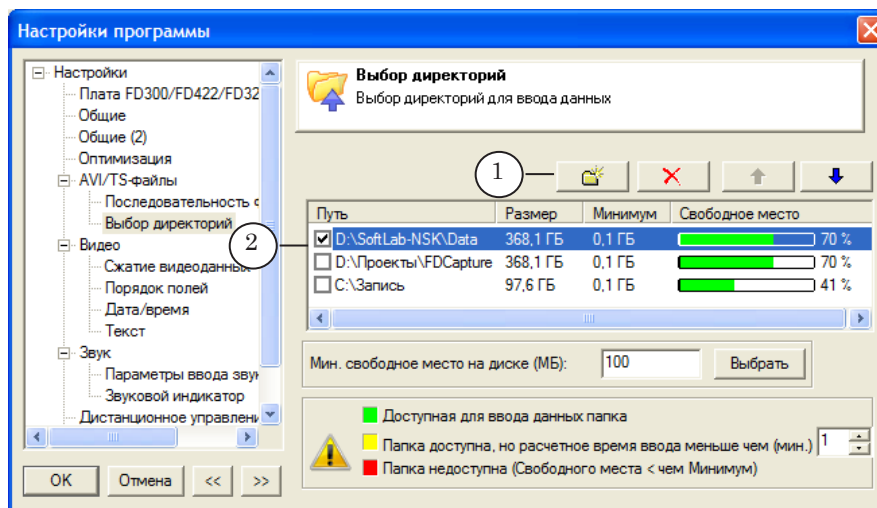 Настройки программы
Настройки
Плата FD300/FD422/FD32
Общие
Общие (2)
Оптимизация
AVI/TS-файлы
Последовательность
Выбор директорий
Видео
Сжатие видеоданных
Порядок полей
Дата/время
Текст
Звук
Параметры ввода звук
Звуковой индикатор
Дистанционное управлени
OK Отмена << >>
Выбор директорий
Выбор директорий для ввода данных
1
2
Путь Размер Минимум Свободное место
D:\SoftLab-NSK\Data 368,1 ГБ 0,1 ГБ 70 %
D:\Проекты\FDCapture 368,1 ГБ 0,1 ГБ 70 %
C:\Запись 97,6 ГБ 0,1 ГБ 41 %
Мин. свободное место на диске (МБ): 100 Выбрать
Доступная для ввода данных папка
Папка доступна, но расчетное время ввода меньше чем (мин.) 1
Папка недоступна (Свободного места < чем Минимум)